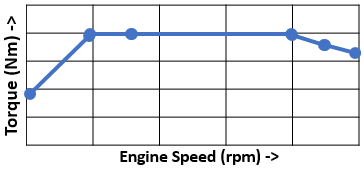 Torque (Nm) ->
Engine Speed (rpm) ->